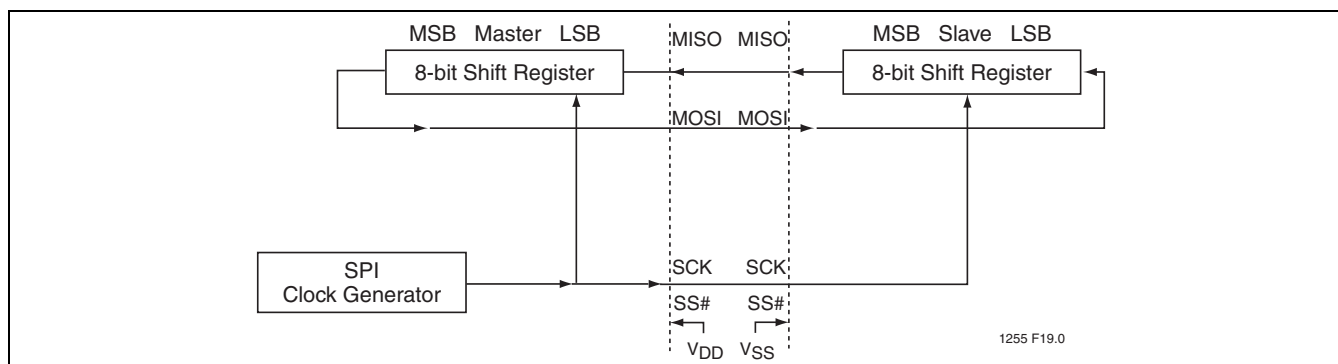 MSB Master LSB MISO MISO MSB Slave LSB
8-bit Shift Register 8-bit Shift Register
MOSI MOSI
SPI
Clock Generator
SCK SCK
SS# SS#
VDD VSS
1255 F19.0